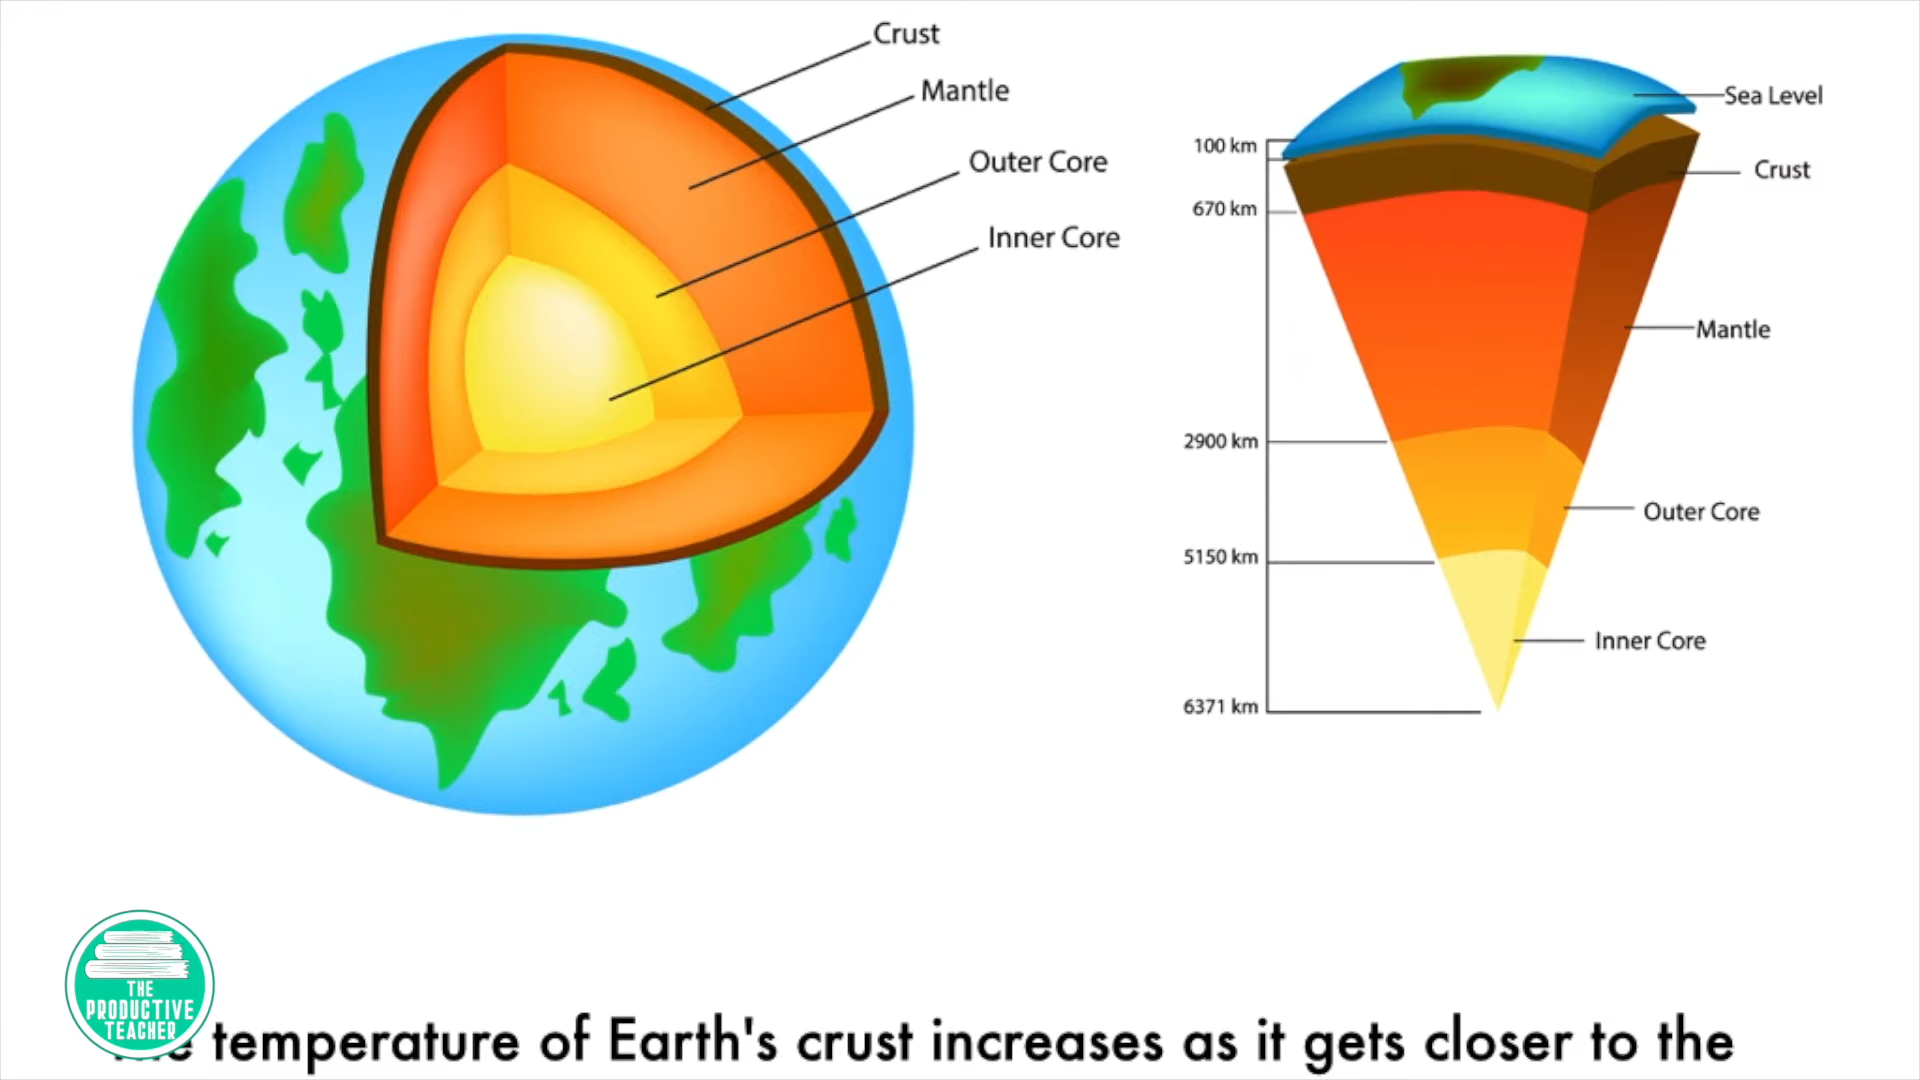 Crust
Mantle
Outer Core
Inner Core
Sea Level
100 km
Crust
670 km
Mantle
2900 km
Outer Core
5150 km
Inner Core
6371 km
THE
PRODUCTIVE
TEACHER
temperature of Earth's crust increases as it gets closer to the